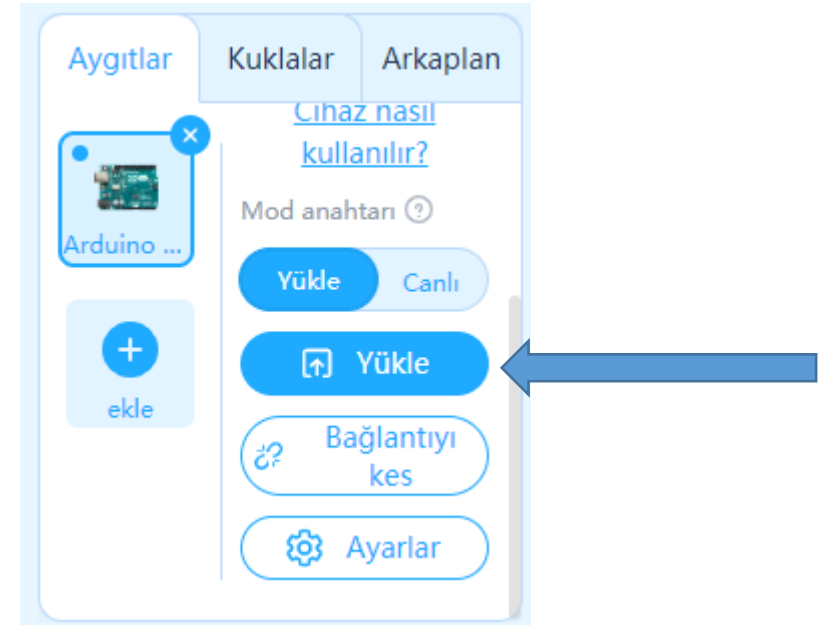 Aygıtlar
Kuklalar
Arkaplan
Cihaz nasıl
kullanılır?
Mod anahtarı
Arduino ...
Yükle
Canlı
Yükle
ekle
Bağlantıyı
kes
Ayarlar